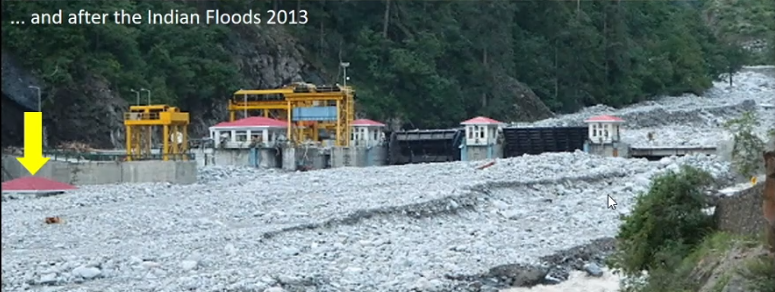 ... and after the Indian Floods 2013